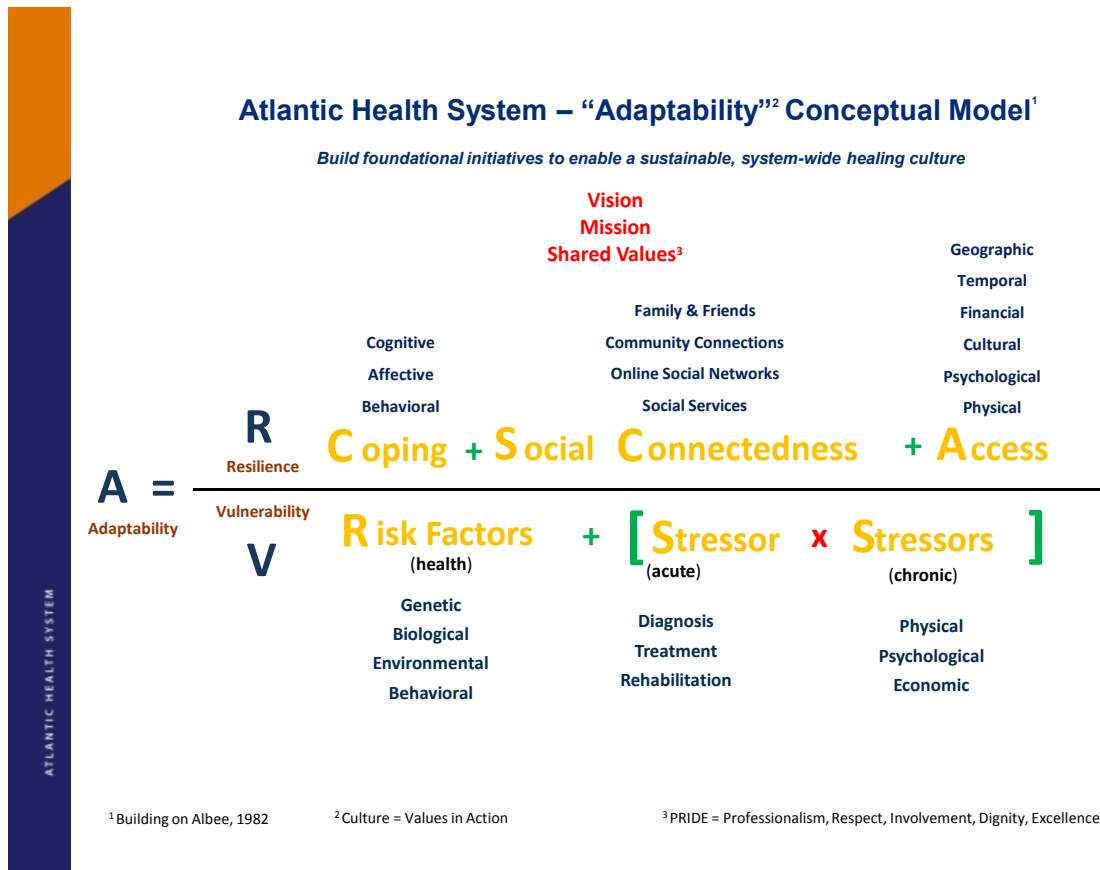 Atlantic Health System – “Adaptability”² Conceptual Model¹
Build foundational initiatives to enable a sustainable, system-wide healing culture
Vision
Mission
Shared Values³
Cognitive
Affective
Behavioral
Family & Friends
Community Connections
Online Social Networks
Social Services
Geographic
Temporal
Financial
Cultural
Psychological
Physical
A =
Adaptability
R
Resilience
Coping + Social Connectedness + Access
Vulnerability
V
Risk Factors + [Stressor x Stressors]
(health)
(acute)
(chronic)
Genetic
Biological
Environmental
Behavioral
Diagnosis
Treatment
Rehabilitation
Physical
Psychological
Economic
ATLANTIC HEALTH SYSTEM
¹ Building on Albee, 1982
² Culture = Values in Action
³ PRIDE = Professionalism, Respect, Involvement, Dignity, Excellence